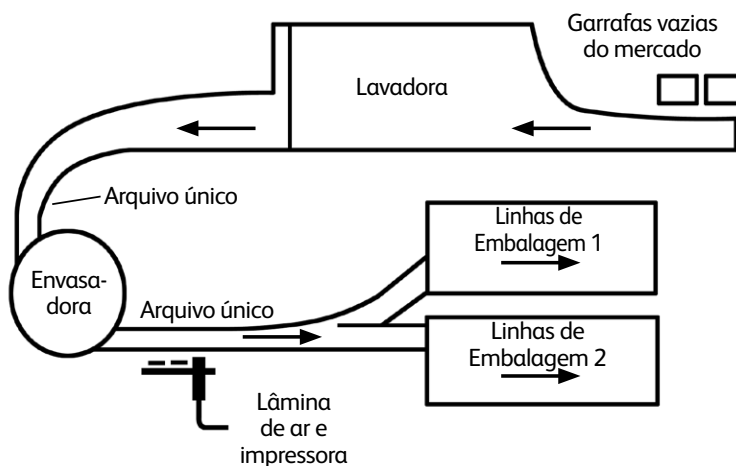 Garrafas vazias
do mercado
Lavadora
Arquivo único
Linhas de
Embalagem 1
Envasa-
dora
Arquivo único
Linhas de
Embalagem 2
Lâmina
de ar e
impressora